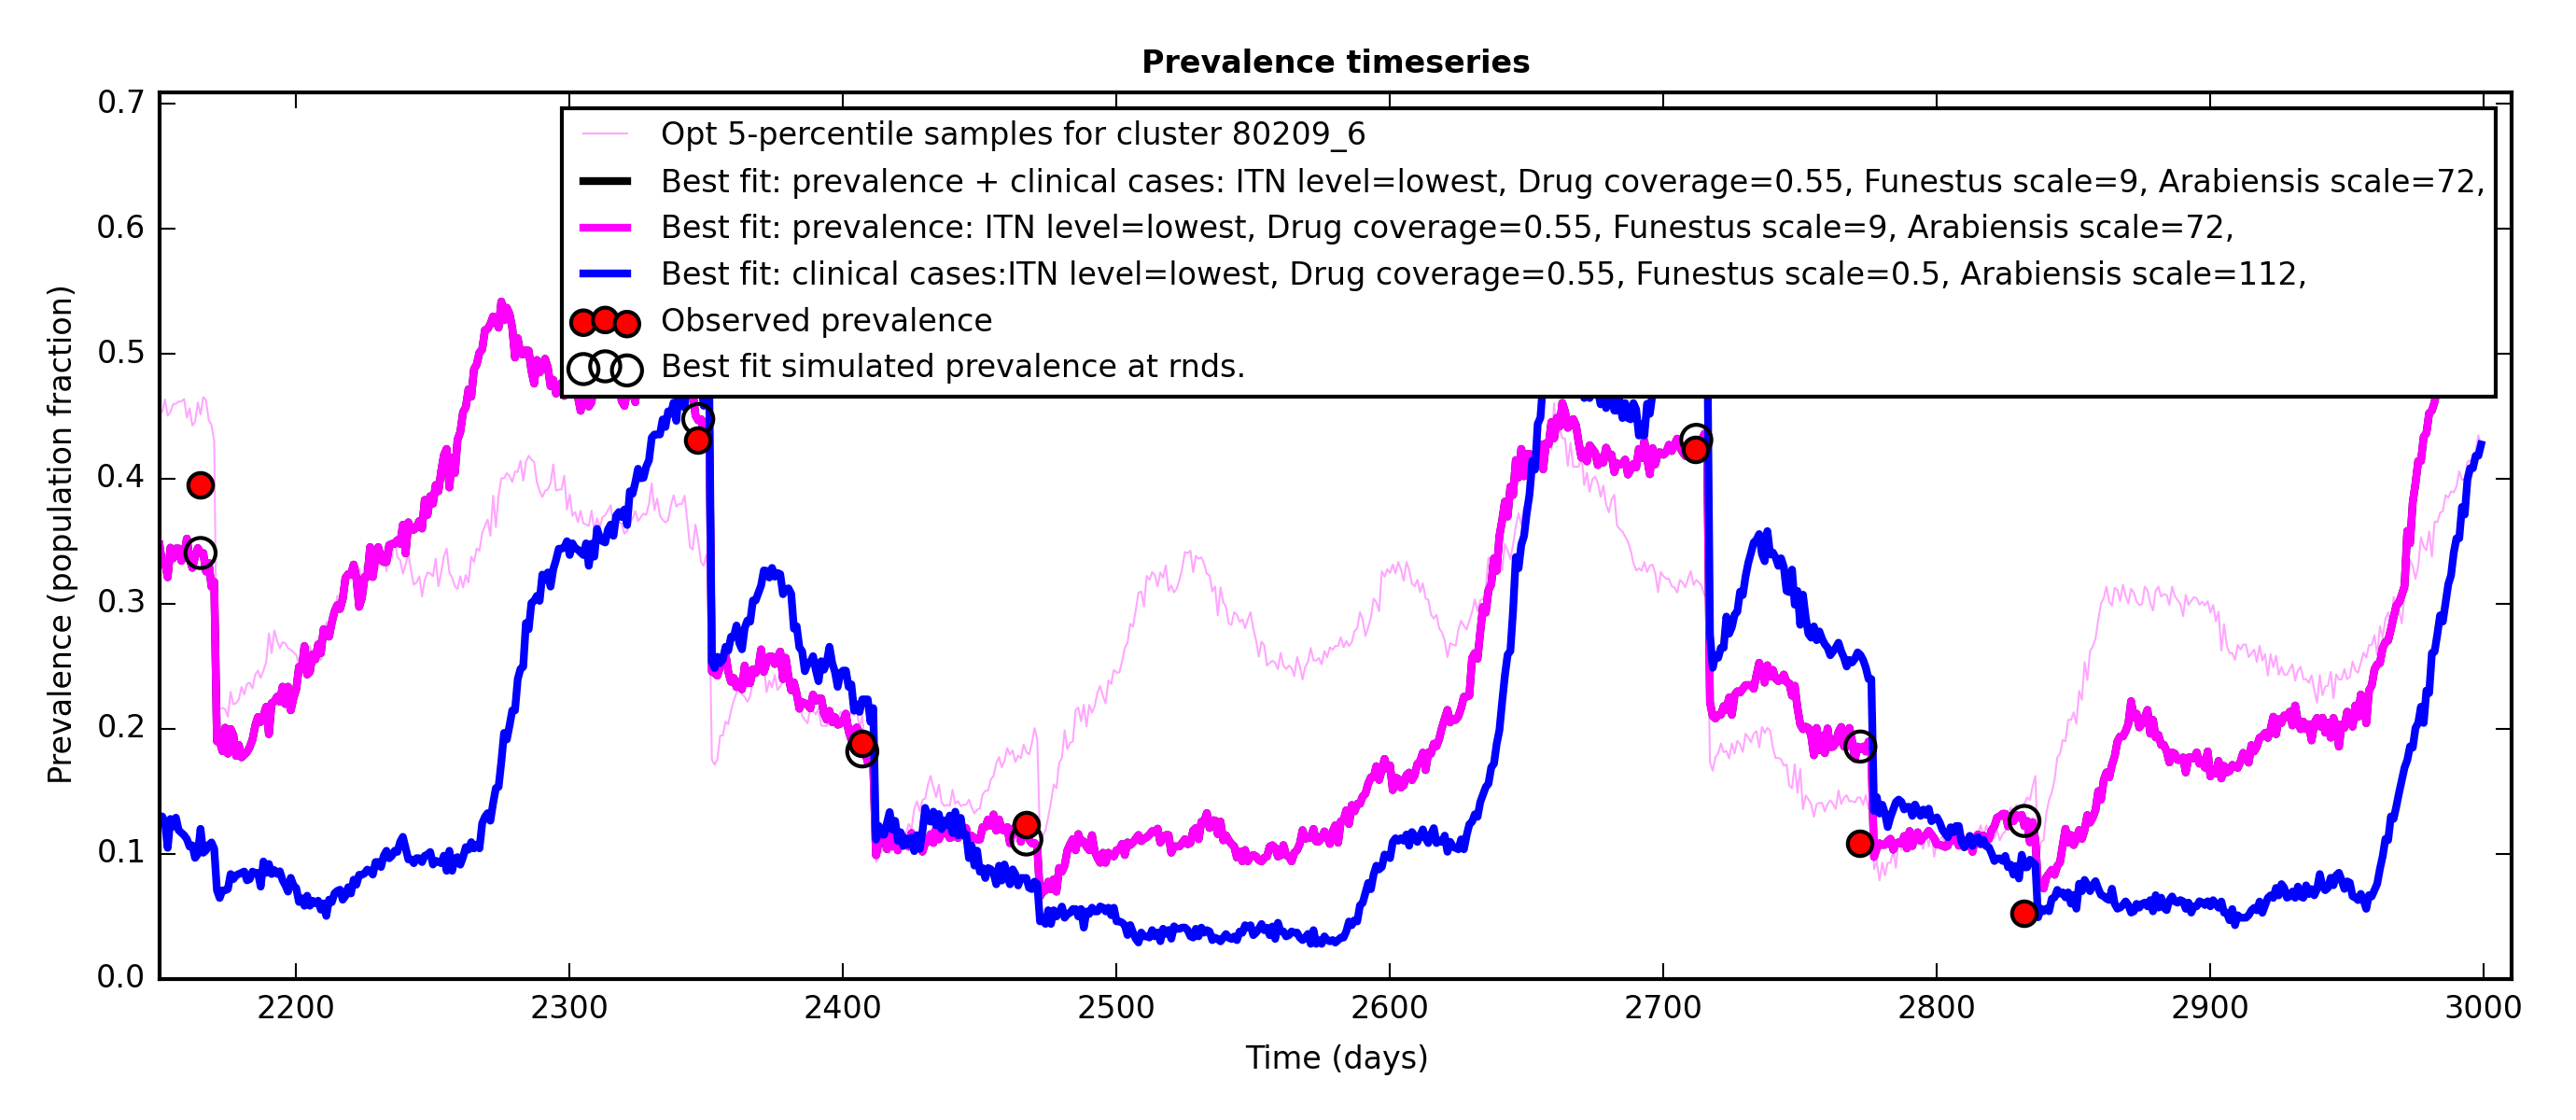 Prevalence timeseries
Opt 5-percentile samples for cluster 80209_6
Best fit: prevalence + clinical cases: ITN level=lowest, Drug coverage=0.55, Funestus scale=9, Arabiensis scale=72,
Best fit: prevalence: ITN level=lowest, Drug coverage=0.55, Funestus scale=9, Arabiensis scale=72,
Best fit: clinical cases:ITN level=lowest, Drug coverage=0.55, Funestus scale=0.5, Arabiensis scale=112,
Observed prevalence
Best fit simulated prevalence at rnds.
Prevalence (population fraction)
0.7
0.6
0.5
0.4
0.3
0.2
0.1
0.0
2200 2300 2400 2500 2600 2700 2800 2900 3000
Time (days)